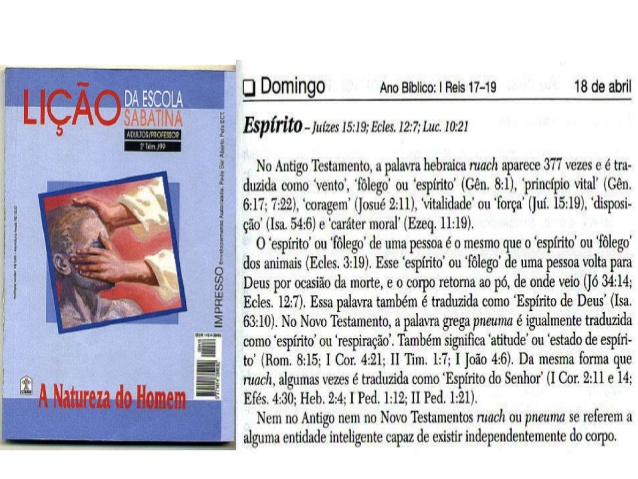 LIÇÃO
DA ESCOLA
SABATINA
ADULTOS/PROFESSOR
2º Trim./99
IMPRESSO
A Natureza do Homem
❑ Domingo Ano Bíblico: I Reis 17–19 18 de abril
Espírito – Juízes 15:19; Ecles. 12:7; Luc. 10:21
No Antigo Testamento, a palavra hebraica ruach aparece 377 vezes e é tra-
duzida como ‘vento’, ‘fôlego’ ou ‘espírito’ (Gên. 8:1), ‘princípio vital’ (Gên.
6:17; 7:22), ‘coragem’ (Josué 2:11), ‘vitalidade’ ou ‘força’ (Juí. 15:19), ‘disposi-
ção’ (Isa. 54:6) e ‘caráter moral’ (Ezeq. 11:19).
O ‘espírito’ ou ‘fôlego’ de uma pessoa é o mesmo que o ‘espírito’ ou ‘fôlego’
dos animais (Ecles. 3:19). Esse ‘espírito’ ou ‘fôlego’ de uma pessoa volta para
Deus por ocasião da morte, e o corpo retorna ao pó, de onde veio (Jó 34:14;
Ecles. 12:7). Essa palavra também é traduzida como ‘Espírito de Deus’ (Isa.
63:10). No Novo Testamento, a palavra grega pneuma é igualmente traduzida
como ‘espírito’ ou ‘respiração’. Também significa ‘atitude’ ou ‘estado de espíri-
to’ (Rom. 8:15; I Cor. 4:21; II Tim. 1:7; I João 4:6). Da mesma forma que
ruach, algumas vezes é traduzida como ‘Espírito do Senhor’ (I Cor. 2:11 e 14;
Efés. 4:30; Heb. 2:4; I Ped. 1:12; II Ped. 1:21).
Nem no Antigo nem no Novo Testamentos ruach ou pneuma se referem a
alguma entidade inteligente capaz de existir independentemente do corpo.